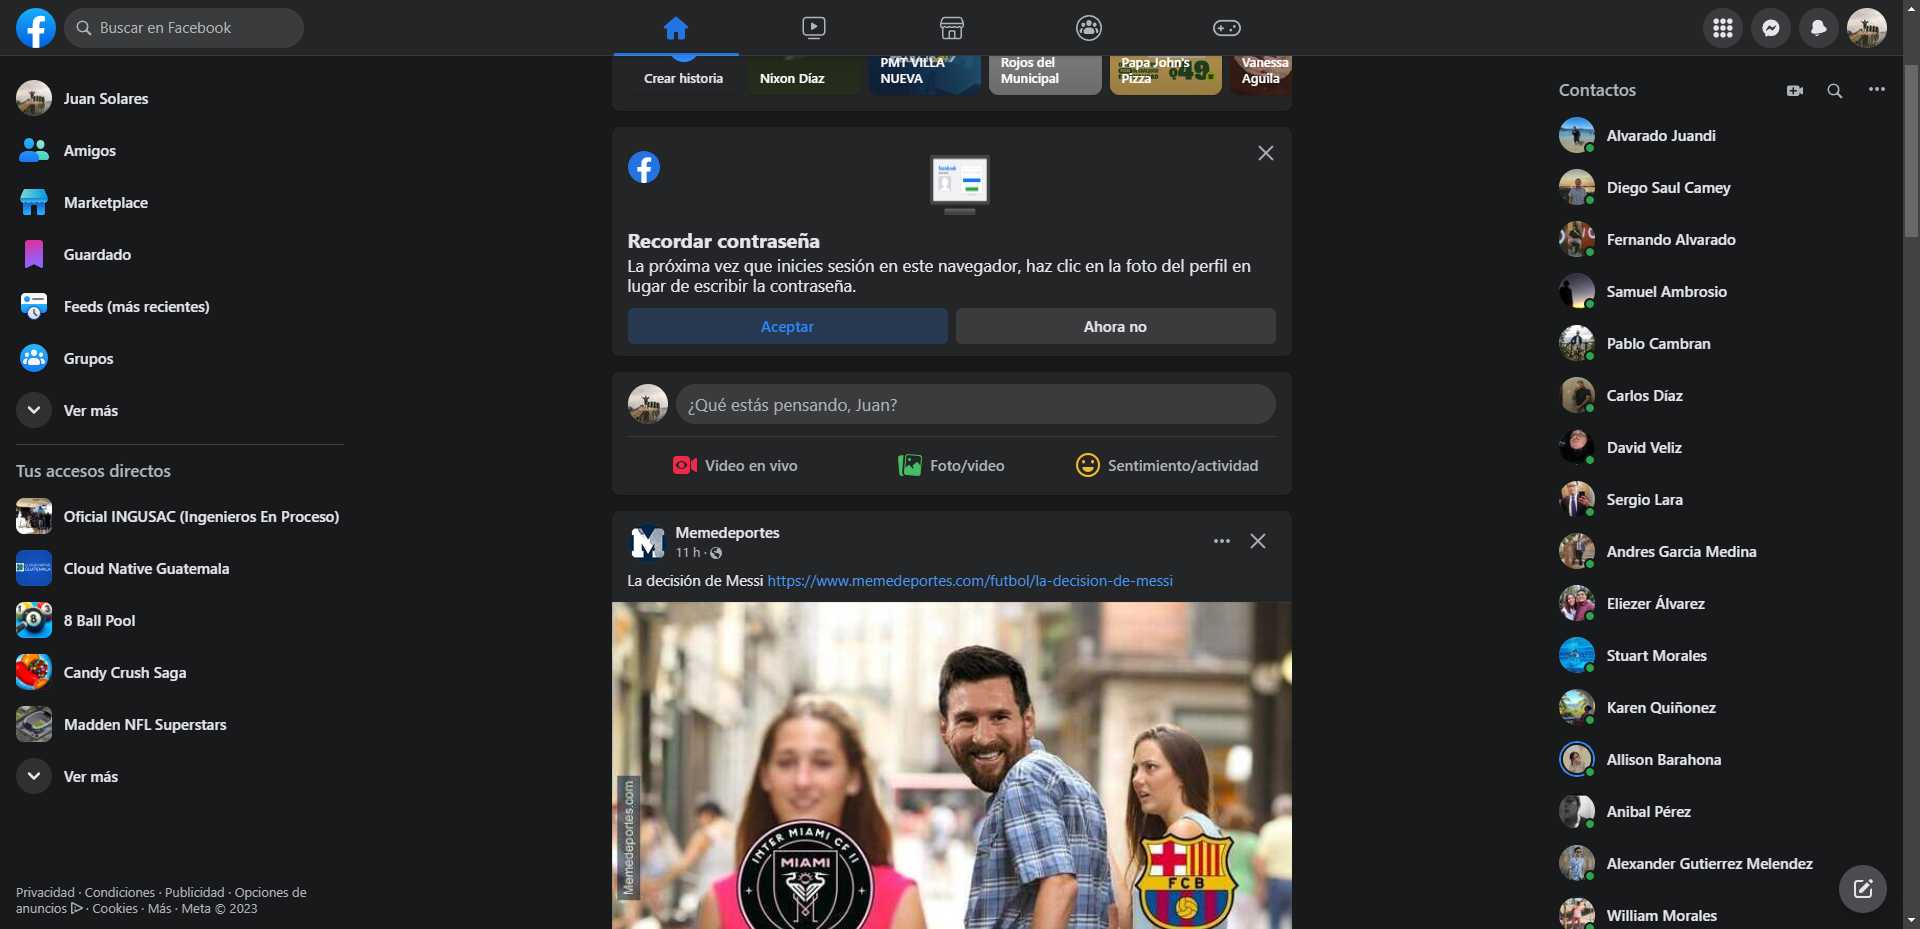 Buscar en Facebook
Juan Solares
Amigos
Marketplace
Guardado
Feeds (más recientes)
Grupos
Ver más
Tus accesos directos
Oficial INGUSAC (Ingenieros En Proceso)
Cloud Native Guatemala
8 Ball Pool
Candy Crush Saga
Madden NFL Superstars
Ver más
Privacidad · Condiciones · Publicidad · Opciones de
anuncios · Cookies · Más · Meta © 2023
Crear historia
Nixon Díaz
PMT VILLA
NUEVA
Rojos del
Municipal
Papa John's
Pizza
Q49.
Vanessa
Aguila
Recordar contraseña
La próxima vez que inicies sesión en este navegador, haz clic en la foto del perfil en
lugar de escribir la contraseña.
Aceptar
Ahora no
¿Qué estás pensando, Juan?
Video en vivo
Foto/video
Sentimiento/actividad
M
Memedeportes
11 h ·
La decisión de Messi https://www.memedeportes.com/futbol/la-decision-de-messi
Memedeportes.com
INTER MIAMI CF II
MIAMI
FCB
Contactos
Alvarado Juandi
Diego Saul Camey
Fernando Alvarado
Samuel Ambrosio
Pablo Cambran
Carlos Díaz
David Veliz
Sergio Lara
Andres Garcia Medina
Eliezer Álvarez
Stuart Morales
Karen Quiñonez
Allison Barahona
Anibal Pérez
Alexander Gutierrez Melendez
William Morales